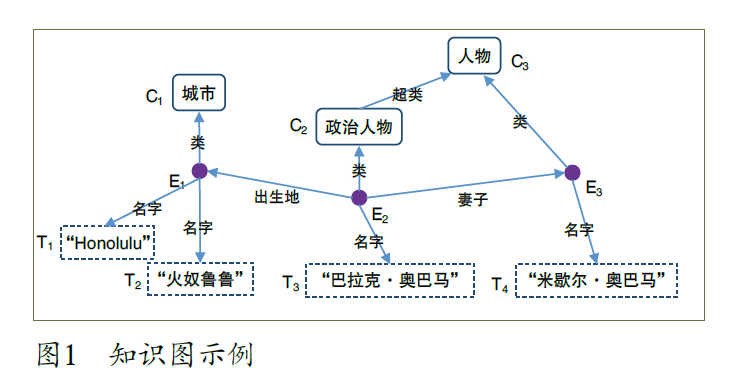 人物 C3
超类
C1 城市
C2 政治人物
类
类
类
E1
E2
E3
出生地
妻子
名字
名字
名字
名字
T1 “Honolulu”
T2 “火奴鲁鲁”
T3 “巴拉克·奥巴马”
T4 “米歇尔·奥巴马”
图1 知识图示例